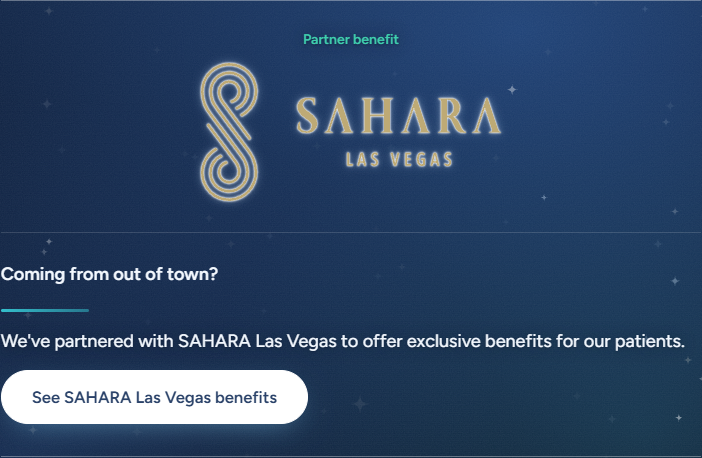 Partner benefit
SAHARA
LAS VEGAS
Coming from out of town?
We've partnered with SAHARA Las Vegas to offer exclusive benefits for our patients.
See SAHARA Las Vegas benefits